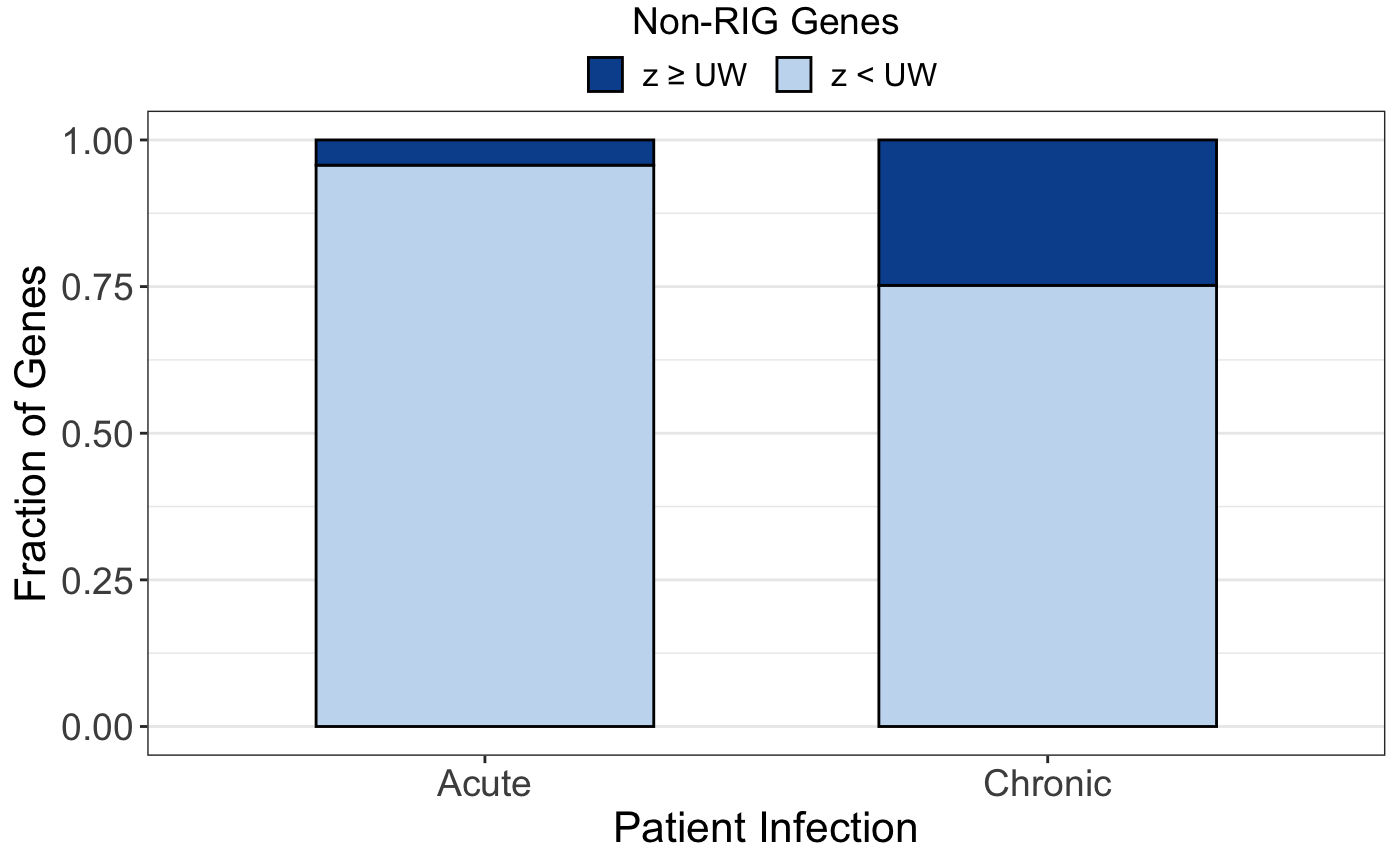 Non-RIG Genes
z ≥ UW z < UW
1.00
0.75
0.50
0.25
0.00
Fraction of Genes
Acute Chronic
Patient Infection